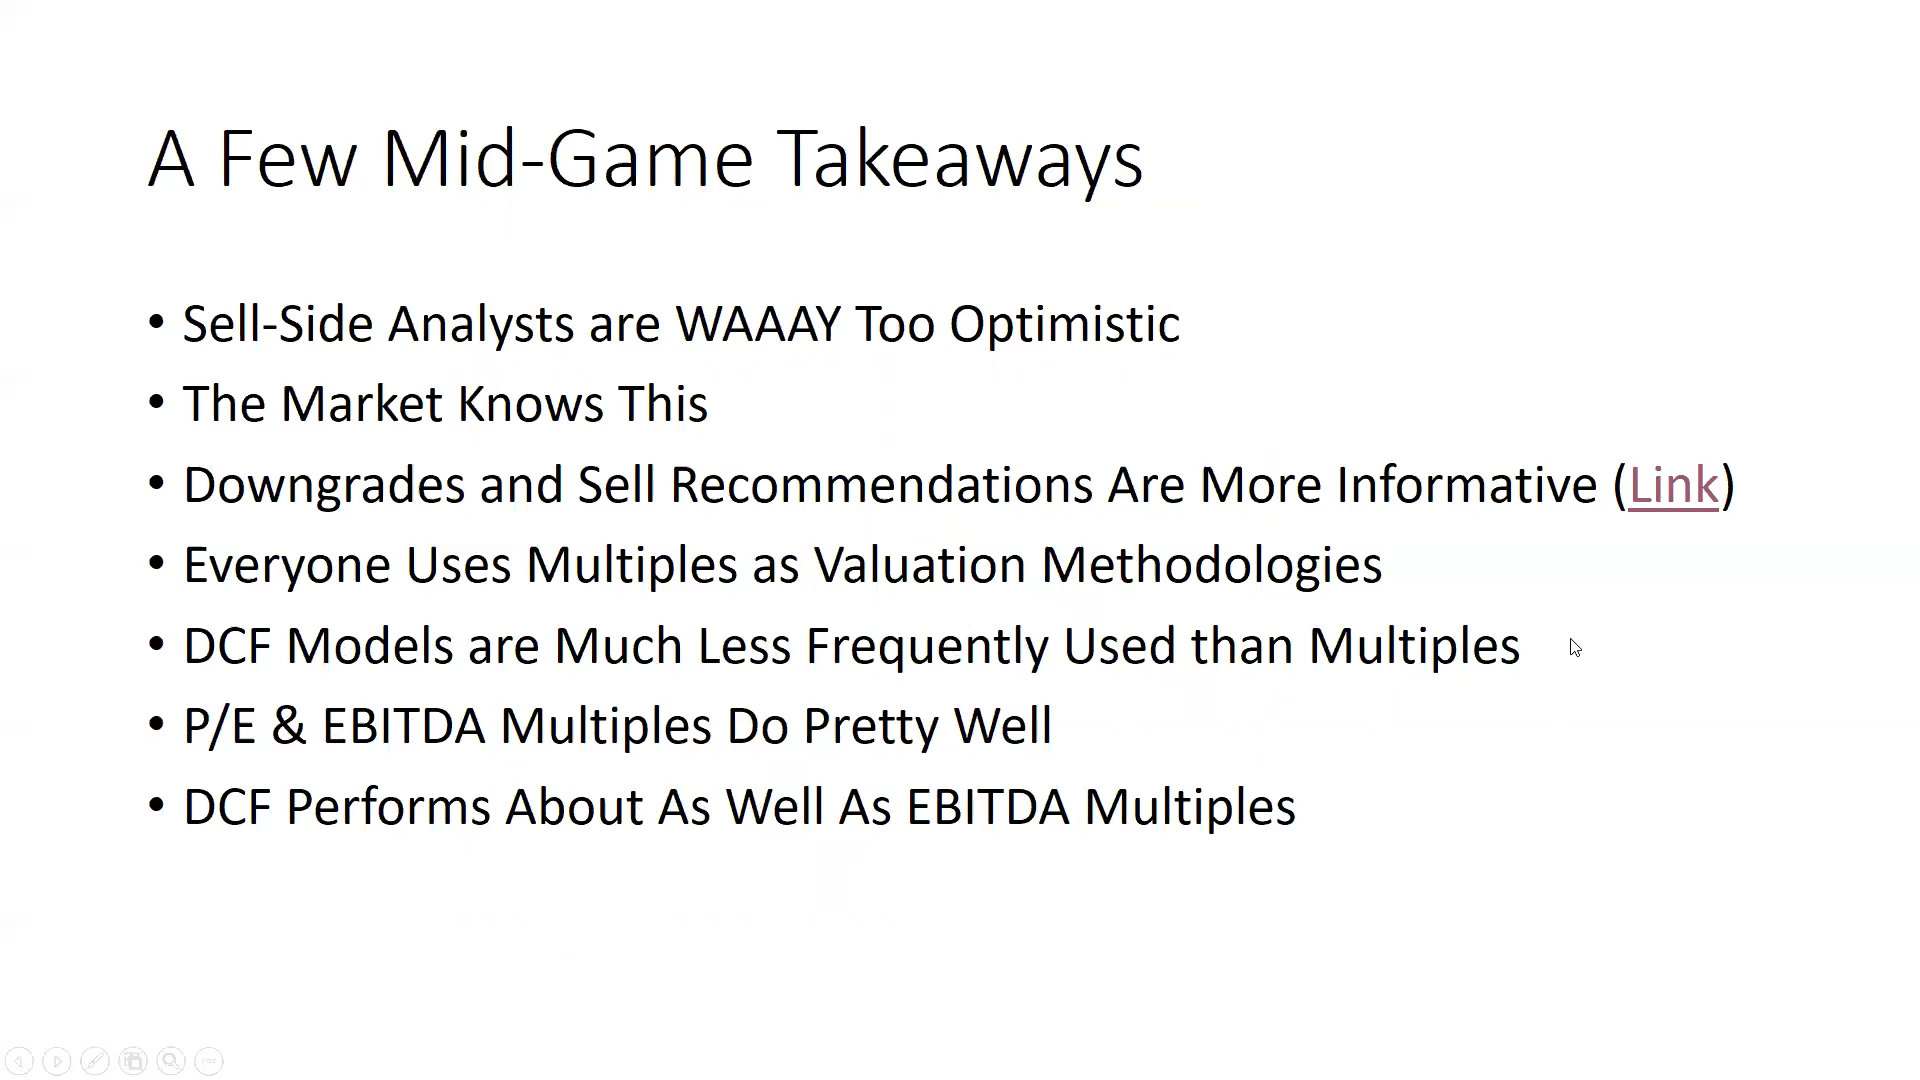 A Few Mid-Game Takeaways
• Sell-Side Analysts are WAAAY Too Optimistic
• The Market Knows This
• Downgrades and Sell Recommendations Are More Informative (Link)
• Everyone Uses Multiples as Valuation Methodologies
• DCF Models are Much Less Frequently Used than Multiples
• P/E & EBITDA Multiples Do Pretty Well
• DCF Performs About As Well As EBITDA Multiples